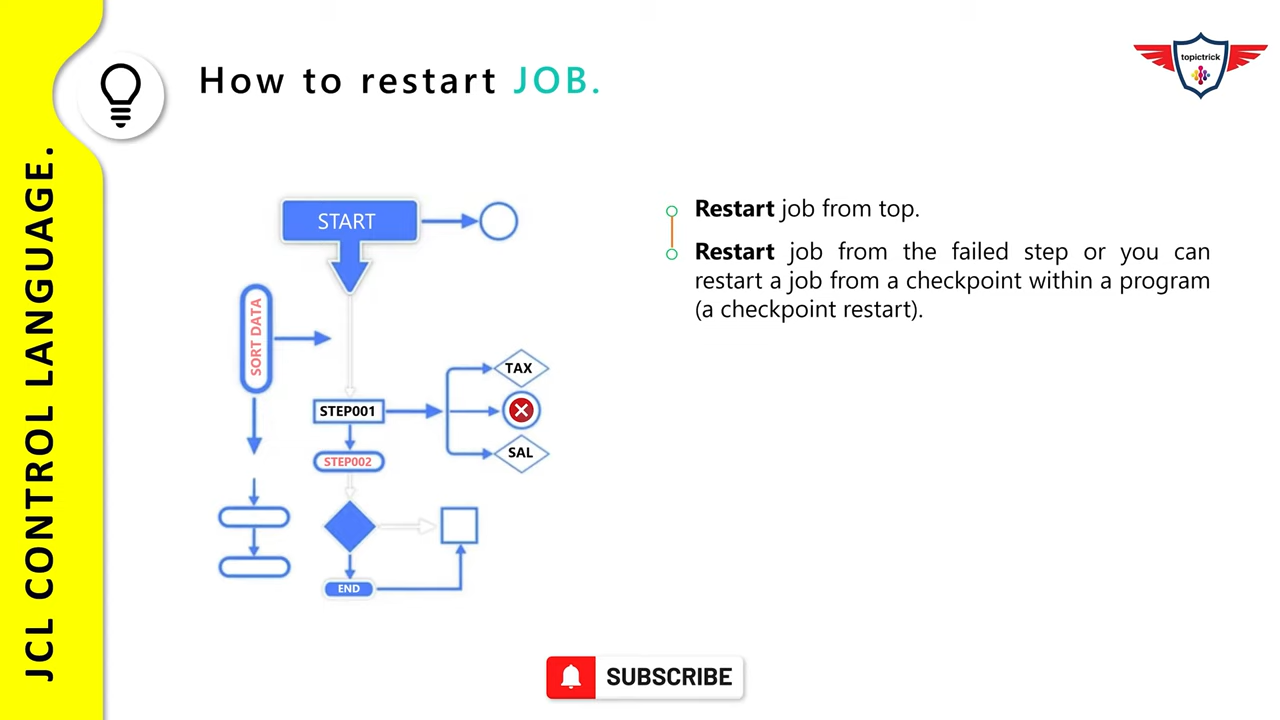 JCL CONTROL LANGUAGE.
How to restart JOB.
topictrick
START
SORT DATA
STEP001
TAX
SAL
STEP002
END
Restart job from top.
Restart job from the failed step or you can
restart a job from a checkpoint within a program
(a checkpoint restart).
SUBSCRIBE